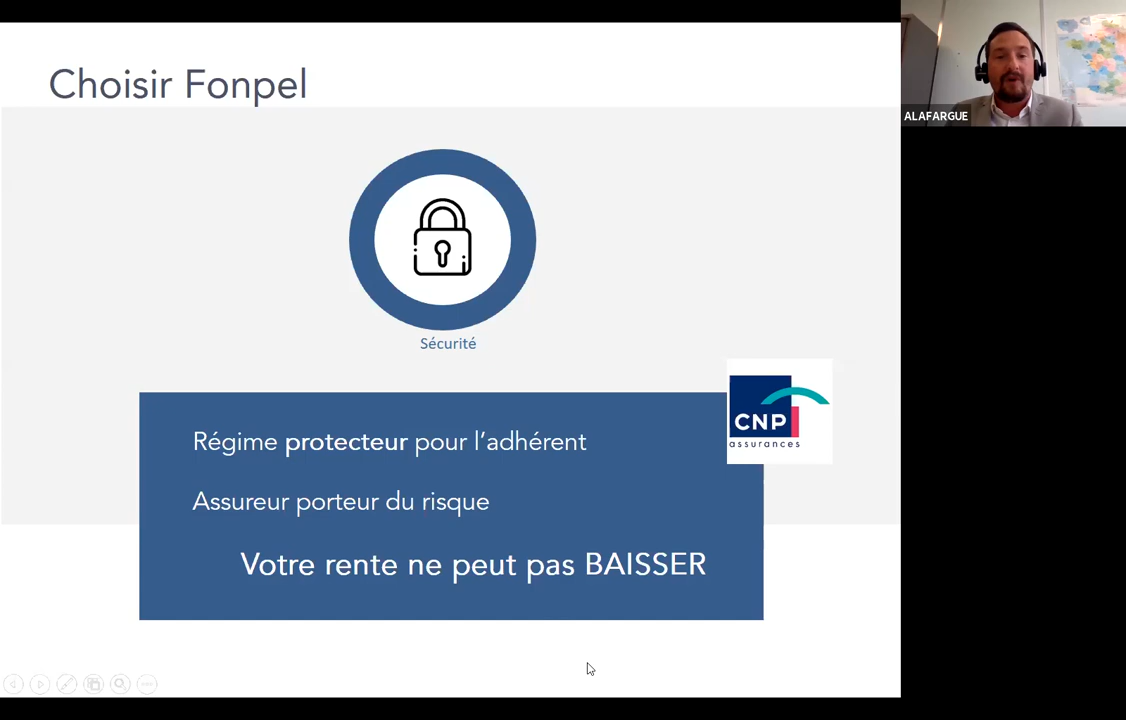 Choisir Fonpel
ALAFARGUE
Sécurité
CNP
assurances
Régime protecteur pour l'adhérent
Assureur porteur du risque
Votre rente ne peut pas BAISSER